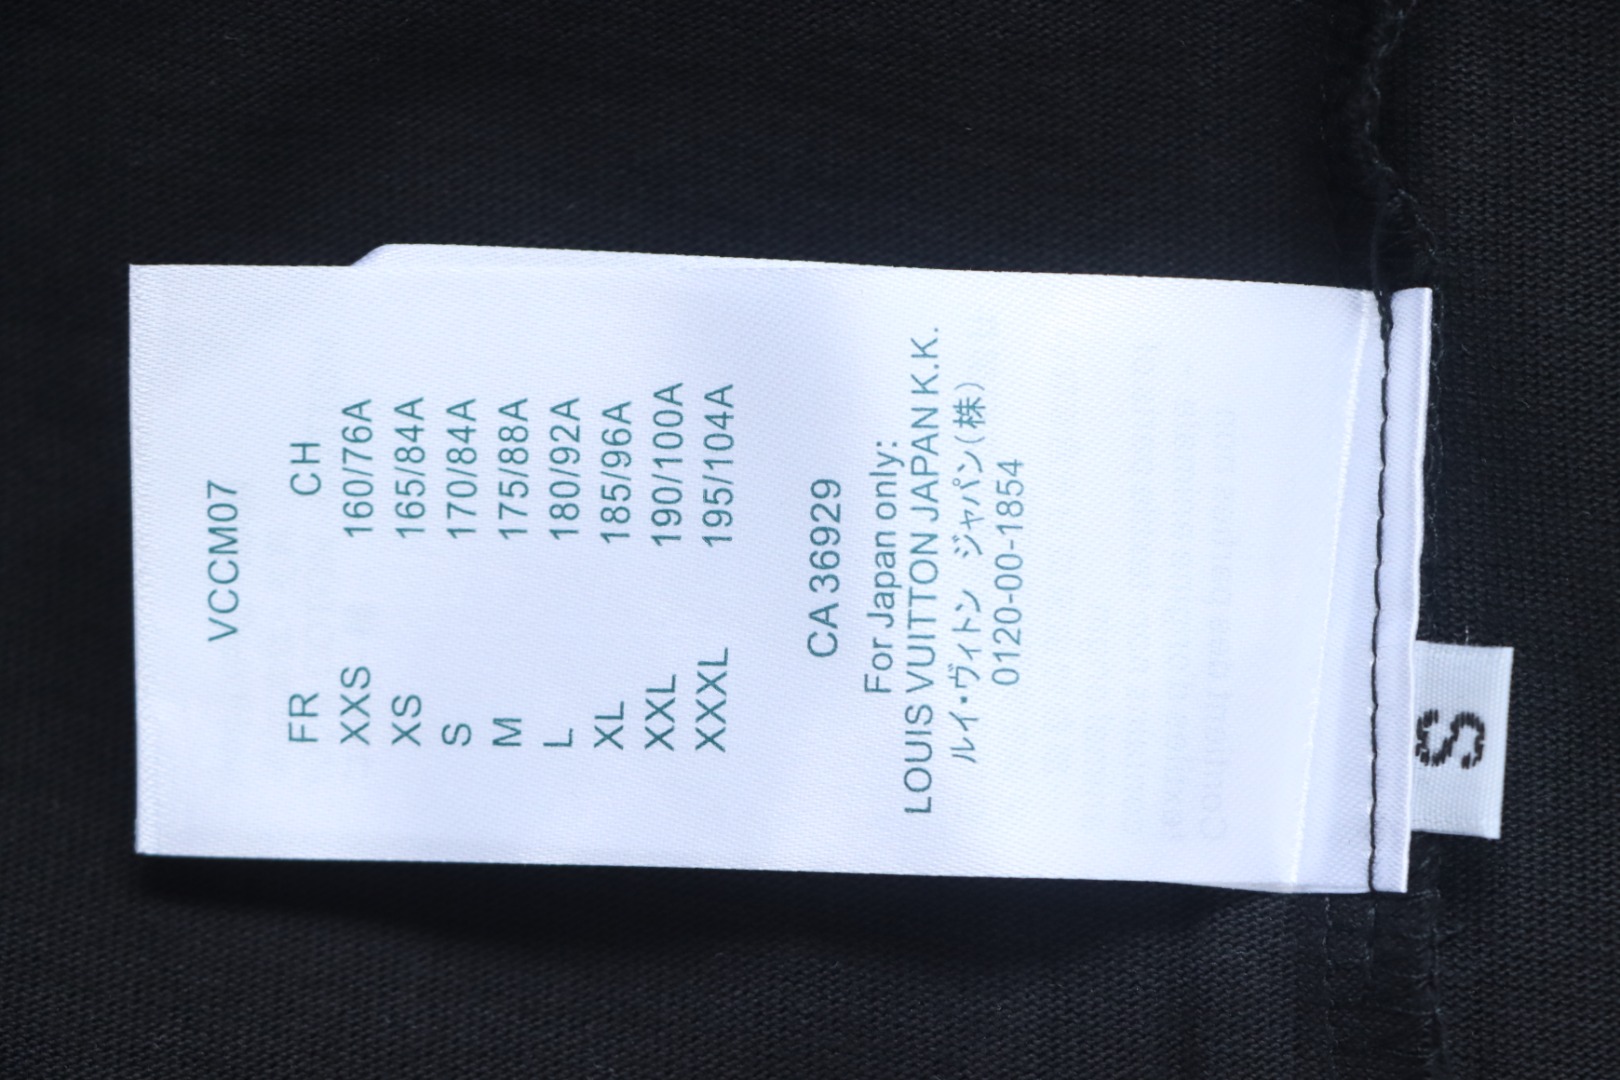 VCCM07
FR CH
XXS 160/76A
XS 165/84A
S 170/84A
M 175/88A
L 180/92A
XL 185/96A
XXL 190/100A
XXXL 195/104A
CA 36929
For Japan only:
LOUIS VUITTON JAPAN K.K.
ルイ・ヴィトン ジャパン(株)
0120-00-1854
S